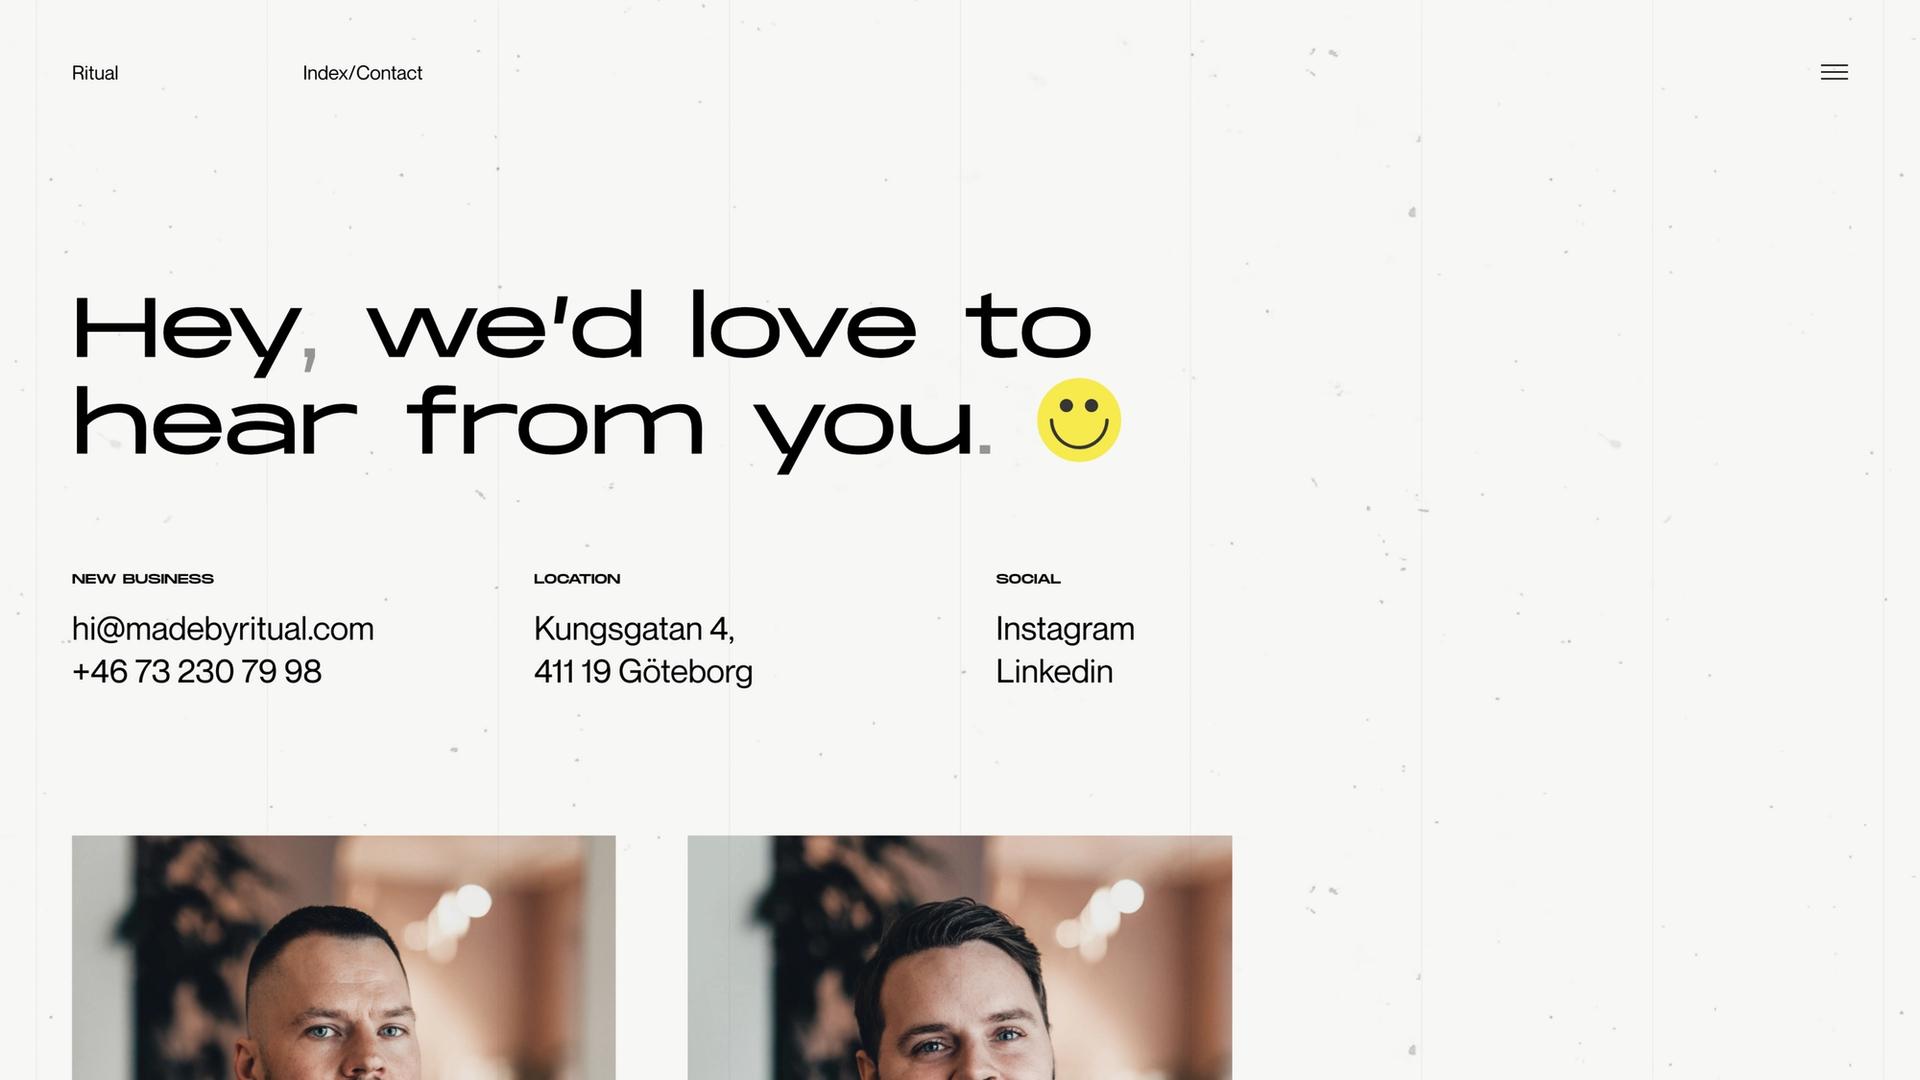 Ritual
Index/Contact
Hey, we'd love to
hear from you.
NEW BUSINESS
hi@madebyritual.com
+46 73 230 79 98
LOCATION
Kungsgatan 4,
411 19 Göteborg
SOCIAL
Instagram
Linkedin